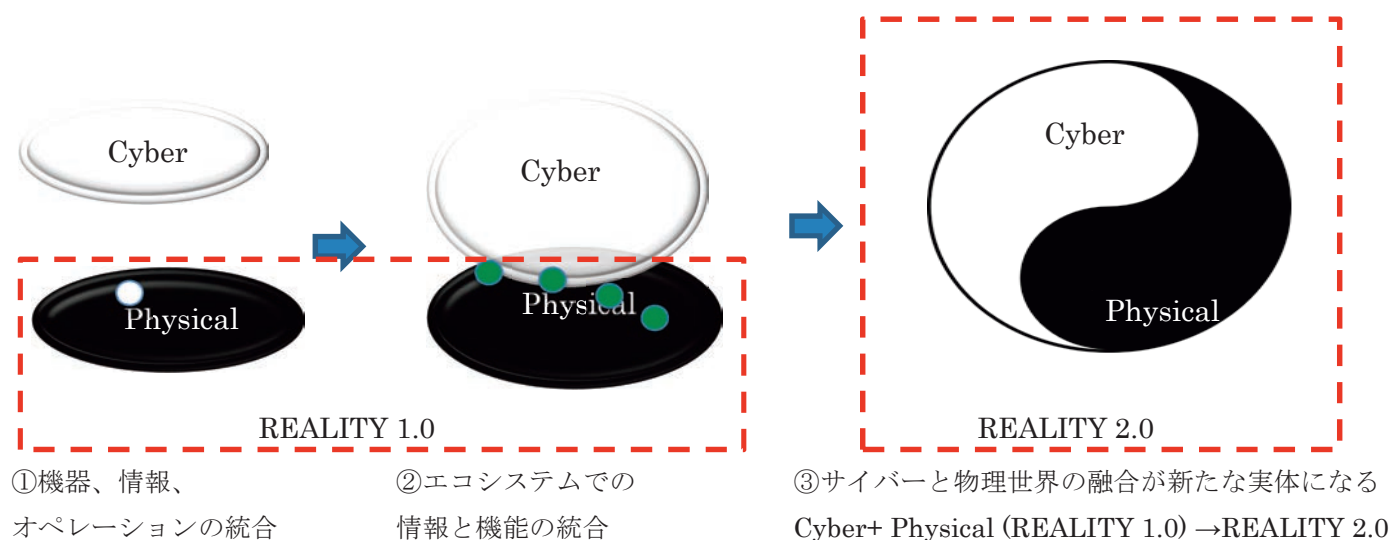 Cyber
Physical
Cyber
Physical
REALITY 1.0
Cyber
Physical
REALITY 2.0
①機器、情報、
オペレーションの統合
②エコシステムでの
情報と機能の統合
③サイバーと物理世界の融合が新たな実体になる
Cyber+ Physical (REALITY 1.0) →REALITY 2.0